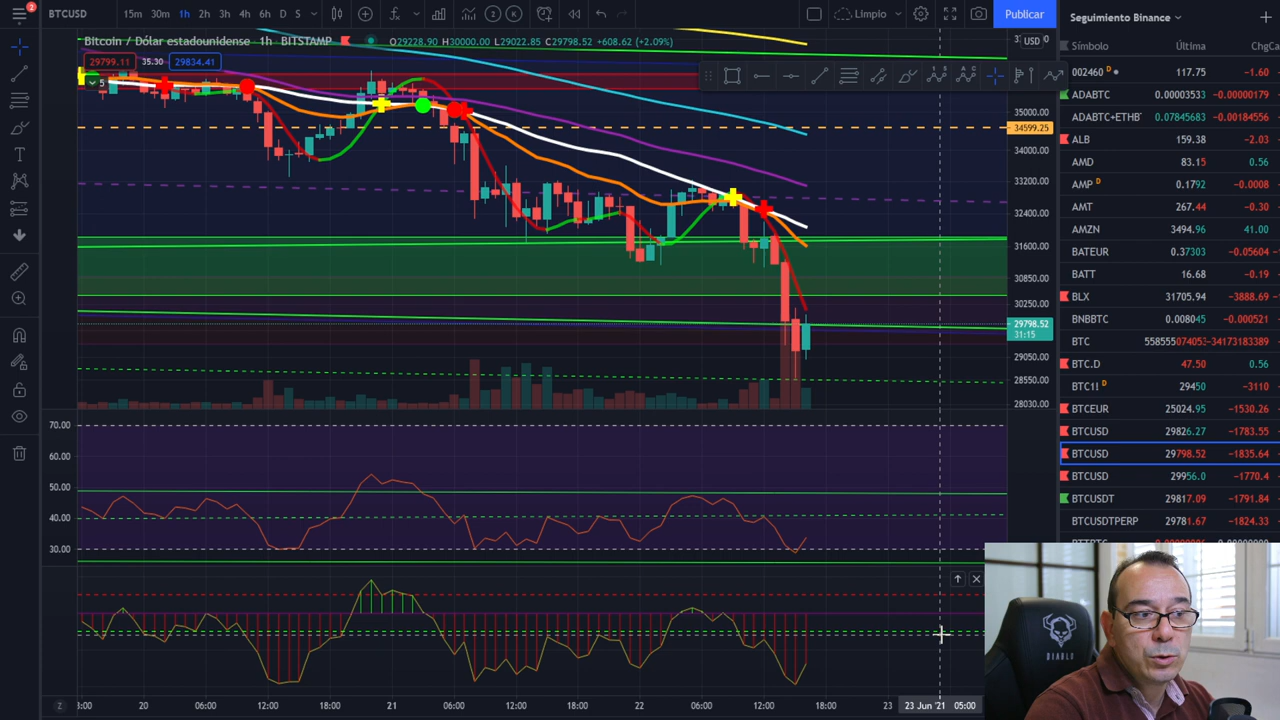 2
BTCUSD 15m 30m 1h 2h 3h 4h 6h D S Limpio Publicar
Bitcoin / Dólar estadounidense 1h BITSTAMP O29228.90 H30000.00 L29022.85 C29798.52 +608.62 (+2.09%)
29799.11 35.30 29834.41
5
USD
35000.00
34599.25
34000.00
33200.00
32400.00
31600.00
30850.00
30250.00
29798.52
31:15
29050.00
28550.00
28030.00
70.00
60.00
50.00
40.00
30.00
Z 20 06:00 12:00 18:00 21 06:00 12:00 18:00 22 06:00 12:00 18:00 23 23 Jun '21 05:00
Seguimiento Binance
Símbolo Última ChgCa
002460 D 117.75 -1.60
ADABTC 0.00003533 -0.00000179
ADABTC+ETHB 0.07845683 -0.00184556
ALB 159.38 -2.03
AMD 83.15 0.56
AMP D 0.1792 -0.0008
AMT 267.44 -0.30
AMZN 3494.96 41.00
BATEUR 0.37303 -0.05604
BATT 16.68 -0.19
BLX 31705.94 -3888.69
BNBBTC 0.008045 -0.000521
BTC 558555074053 -34173183389
BTC.D 47.50 0.56
BTC1! D 29450 -3110
BTCEUR 25024.95 -1530.26
BTCUSD 29826.27 -1783.55
BTCUSD 29798.52 -1835.64
BTCUSD 29956.0 -1770.4
BTCUSDT 29817.09 -1791.84
BTCUSDTPERP 29781.67 -1824.33
DIABLO